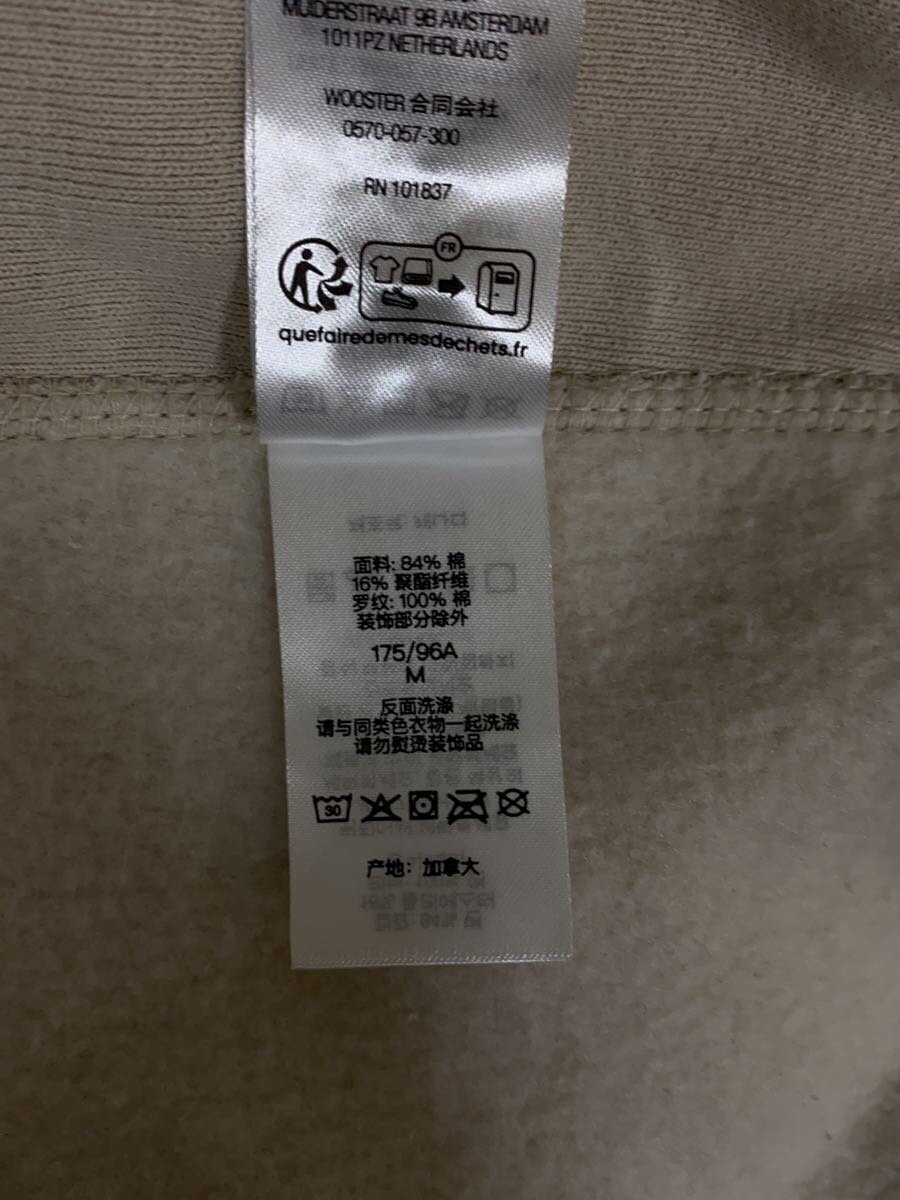 MUIDERSTRAAT 9B AMSTERDAM
1011PZ NETHERLANDS
WOOSTER 合同会社
0570-057-300
RN 101837
FR
quefairedemesdechets.fr
面料: 84% 棉
16% 聚酯纤维
罗纹: 100% 棉
装饰部分除外
175/96A
M
反面洗涤
请与同类色衣物一起洗涤
请勿熨烫装饰品
30
产地: 加拿大